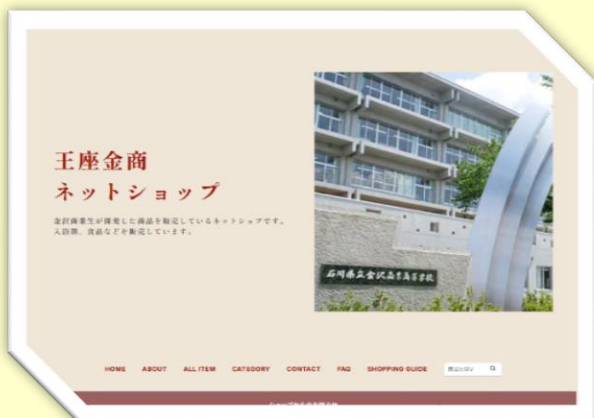 王座金商
ネットショップ
金沢商業生が開発した商品を販売しているネットショップです。
入浴剤、食品などを販売しています。
石川県立金沢商業高等学校
HOME ABOUT ALL ITEM CATEGORY CONTACT FAQ SHOPPING GUIDE